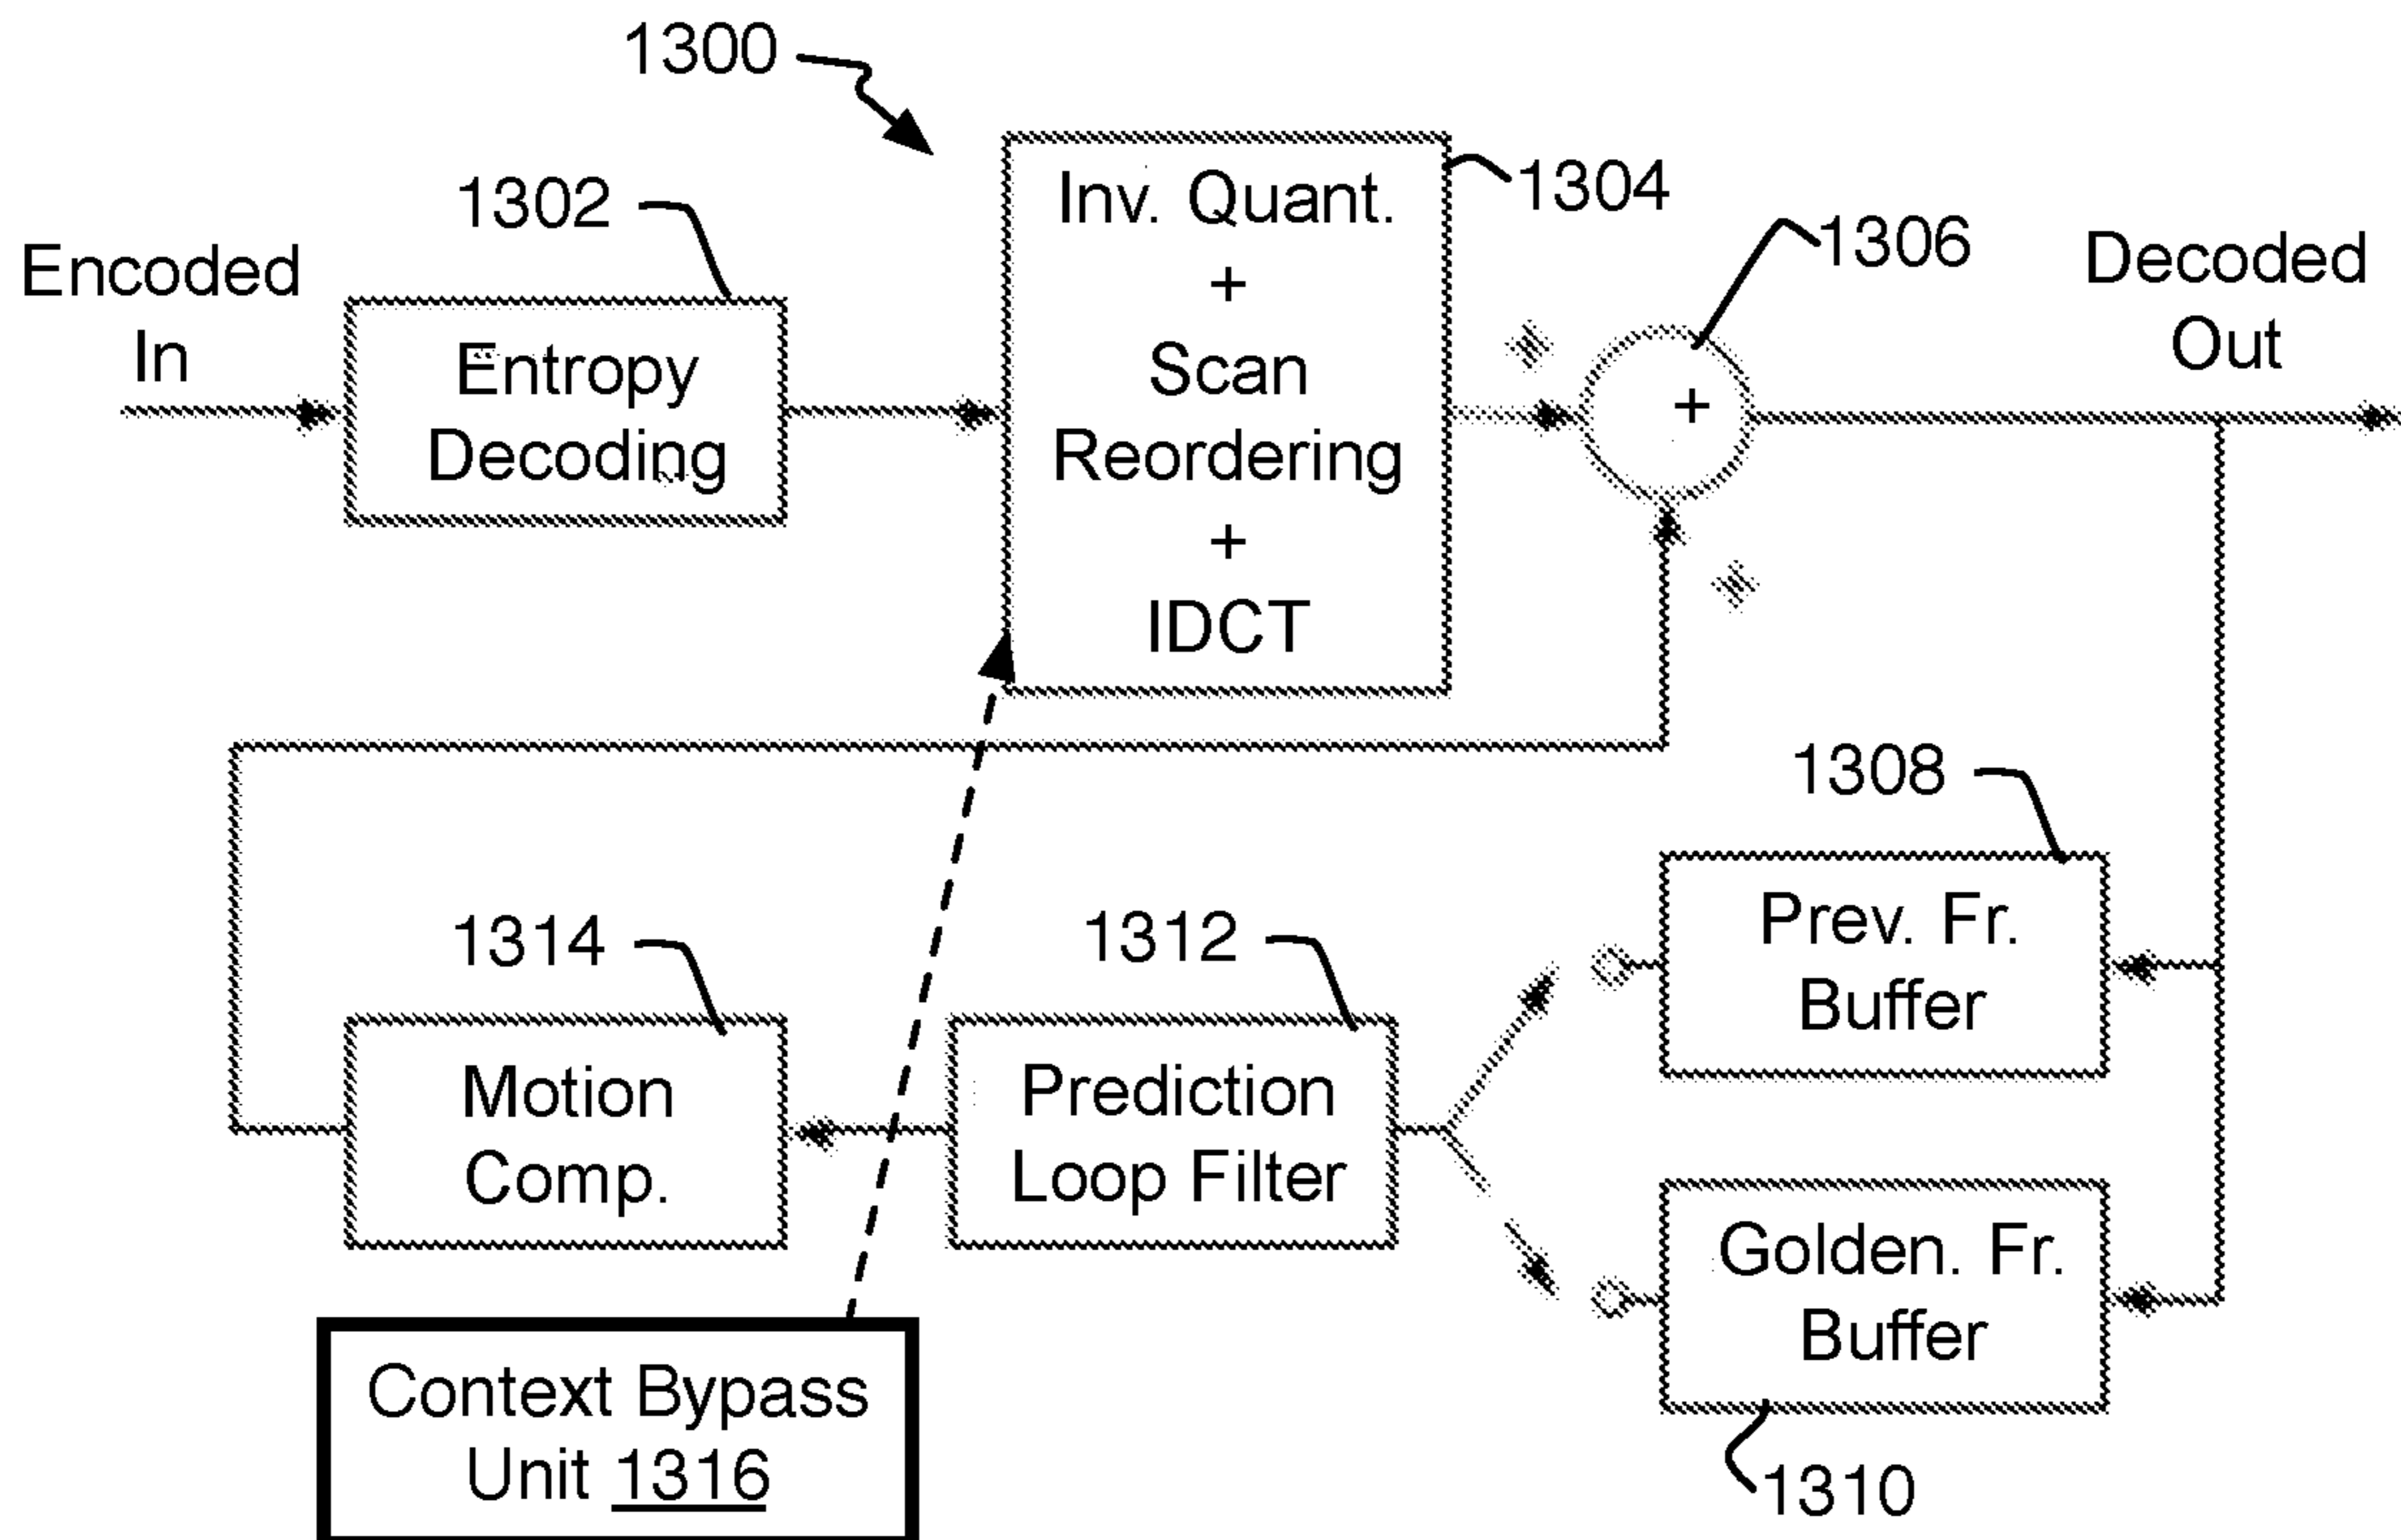 1300
1302
Encoded
In
Entropy
Decoding
Inv. Quant.
+
Scan
Reordering
+
IDCT
1304
1306
+
Decoded
Out
1308
Prev. Fr.
Buffer
1314
Motion
Comp.
1312
Prediction
Loop Filter
Golden. Fr.
Buffer
1310
Context Bypass
Unit 1316